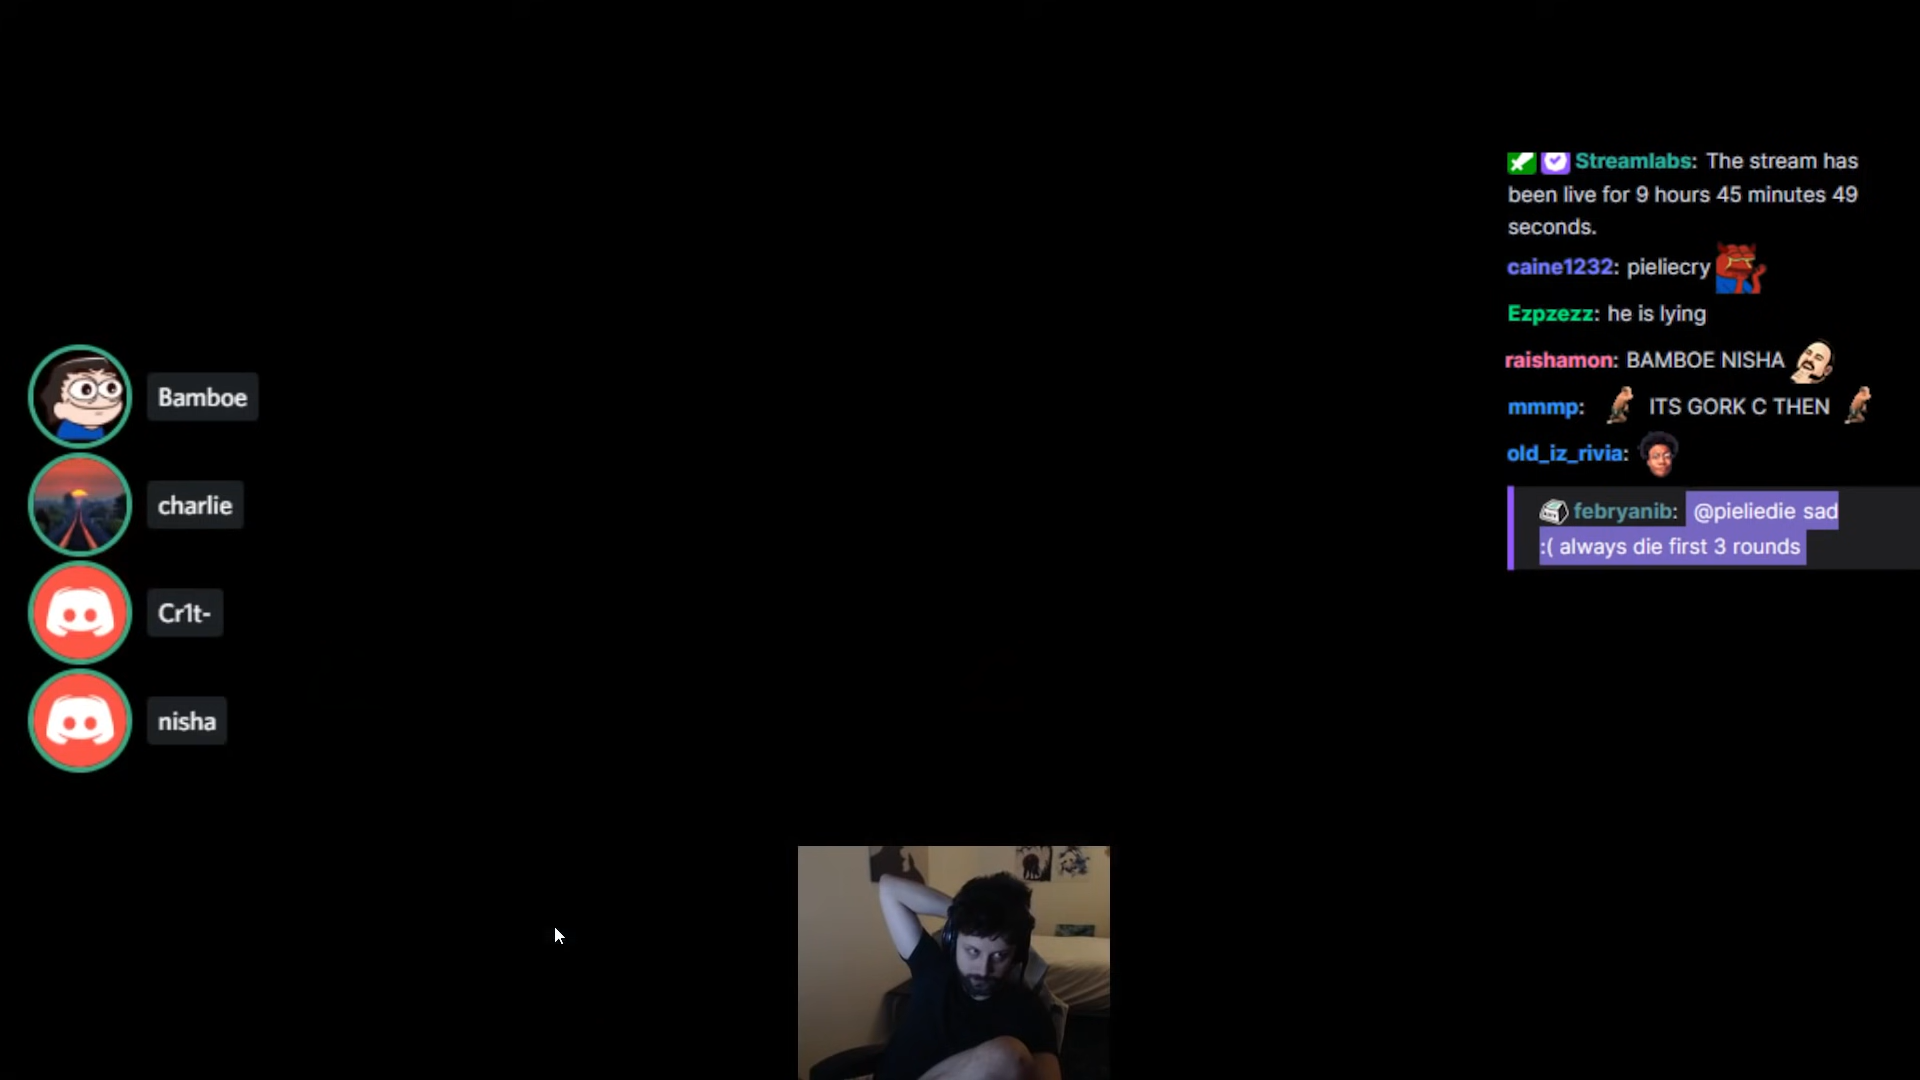 Bamboe
charlie
Cr1t-
nisha
Streamlabs: The stream has
been live for 9 hours 45 minutes 49
seconds.
caine1232: pieliecry
Ezpzezz: he is lying
raishamon: BAMBOE NISHA
mmmp: ITS GORK C THEN
old_iz_rivia:
febryanib: @pieliedie sad
:( always die first 3 rounds